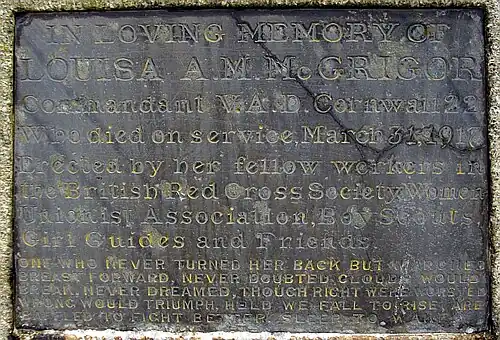 IN LOVING MEMORY OF
LOUISA A.M. McGRIGOR
Commandant V.A.D. Cornwall 22
Who died on service, March 31, 1917
Erected by her fellow workers in
the British Red Cross Society, Women
Unionist Association, Boy Scouts,
Girl Guides and Friends.
ONE WHO NEVER TURNED HER BACK BUT MARCHED
BREAST FORWARD, NEVER DOUBTED CLOUDS WOULD
BREAK, NEVER DREAMED, THOUGH RIGHT WERE WORSTED
WRONG WOULD TRIUMPH, HELD WE FALL TO RISE, ARE
BAFFLED TO FIGHT BETTER, SLEEP TO